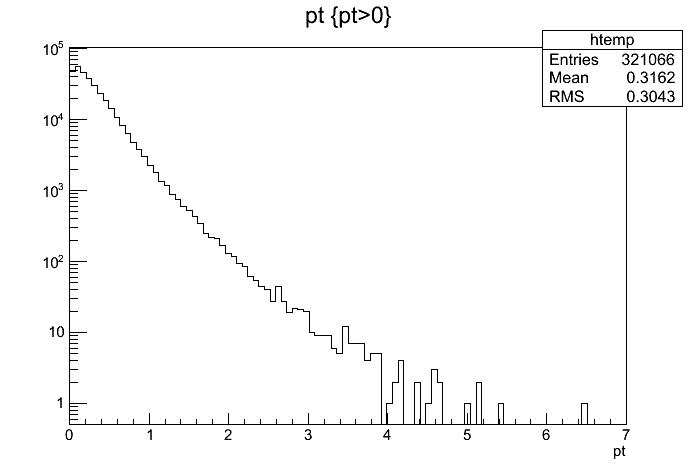 pt {pt>0}
htemp
Entries 321066
Mean 0.3162
RMS 0.3043
10^5
10^4
10^3
10^2
10
1
0 1 2 3 4 5 6 7
pt